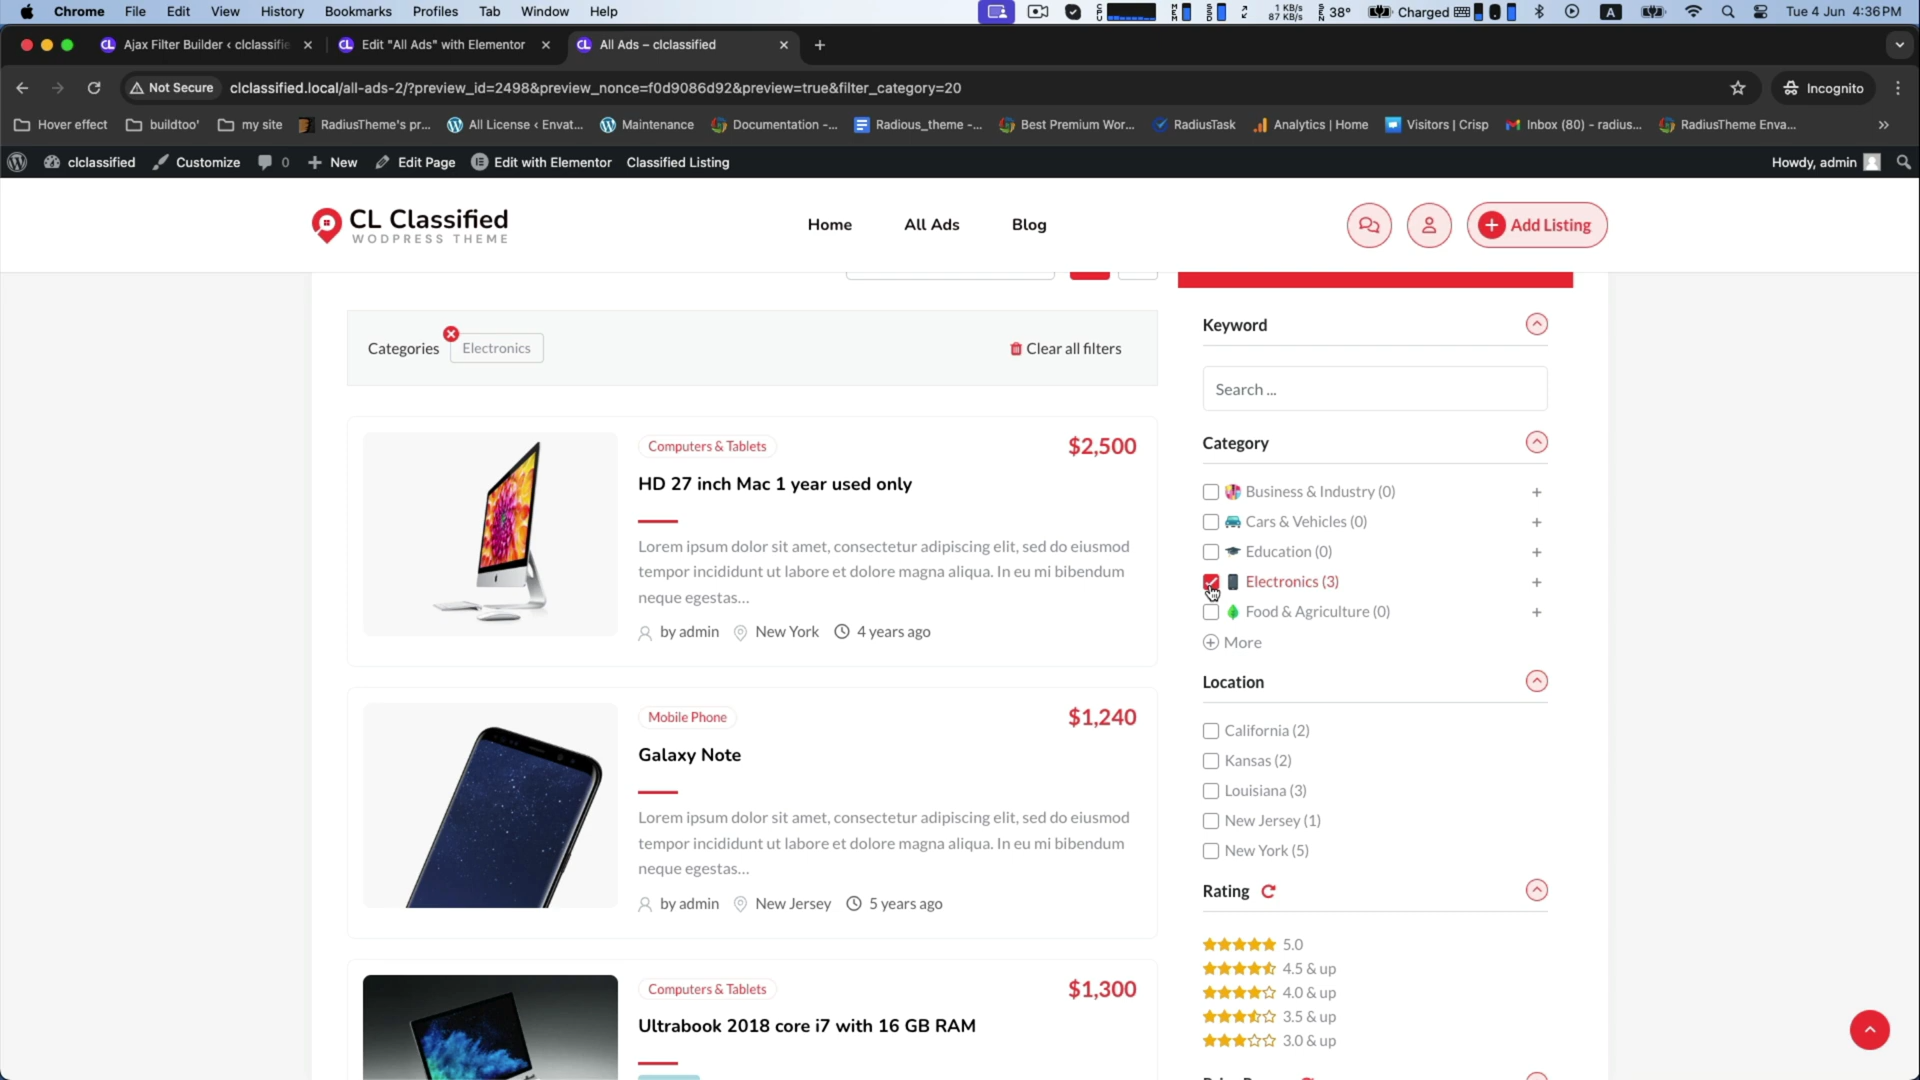 Chrome File Edit View History Bookmarks Profiles Tab Window Help
1 KB/s
87 KB/s
38° Charged A Tue 4 Jun 4:36 PM
CL Ajax Filter Builder ‹ clclassifie
CL Edit "All Ads" with Elementor
CL All Ads – clclassified
Not Secure clclassified.local/all-ads-2/?preview_id=2498&preview_nonce=f0d9086d92&preview=true&filter_category=20 Incognito
Hover effect buildtoo' my site RadiusTheme's pr... All License ‹ Envat... Maintenance Documentation -... Radious_theme -... Best Premium Wor... RadiusTask Analytics | Home Visitors | Crisp Inbox (80) - radius... RadiusTheme Enva... »
clclassified Customize 0 New Edit Page Edit with Elementor Classified Listing Howdy, admin
CL Classified
WODPRESS THEME
Home All Ads Blog
Add Listing
Categories Electronics Clear all filters
Computers & Tablets $2,500
HD 27 inch Mac 1 year used only
Lorem ipsum dolor sit amet, consectetur adipiscing elit, sed do eiusmod
tempor incididunt ut labore et dolore magna aliqua. In eu mi bibendum
neque egestas...
by admin New York 4 years ago
Mobile Phone $1,240
Galaxy Note
Lorem ipsum dolor sit amet, consectetur adipiscing elit, sed do eiusmod
tempor incididunt ut labore et dolore magna aliqua. In eu mi bibendum
neque egestas...
by admin New Jersey 5 years ago
Computers & Tablets $1,300
Ultrabook 2018 core i7 with 16 GB RAM
Keyword
Search ...
Category
Business & Industry (0) +
Cars & Vehicles (0) +
Education (0) +
Electronics (3) +
Food & Agriculture (0) +
More
Location
California (2)
Kansas (2)
Louisiana (3)
New Jersey (1)
New York (5)
Rating
5.0
4.5 & up
4.0 & up
3.5 & up
3.0 & up